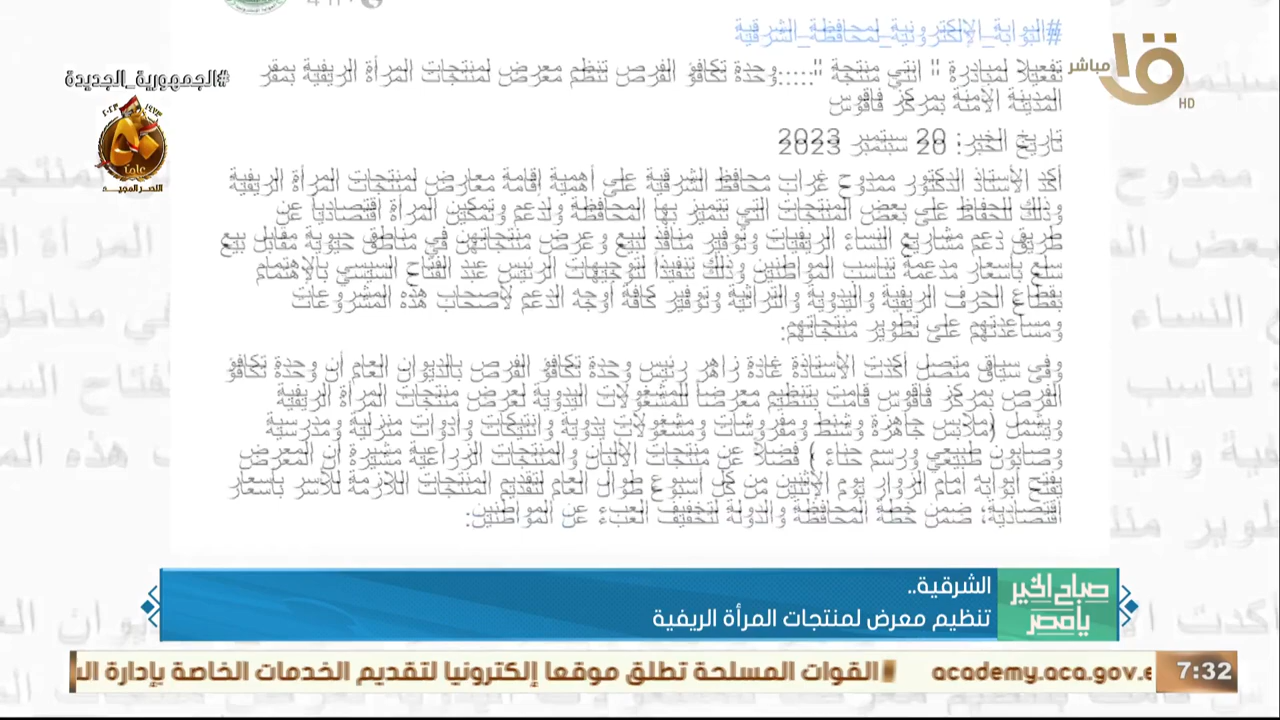 #البوابة_الإلكترونية_لمحافظة_الشرقية
تفعيلا لمبادرة " انتي منتجة ":.....وحدة تكافؤ الفرص تنظم معرض لمنتجات المرأة الريفية بمقر
المدينة الآمنة بمركز فاقوس
تاريخ الخبر: 20 سبتمبر 2023
أكد الأستاذ الدكتور ممدوح غراب محافظ الشرقية على أهمية إقامة معارض لمنتجات المرأة الريفية
وذلك للحفاظ على بعض المنتجات التي تتميز بها المحافظة ولدعم وتمكين المرأة اقتصاديا عن
طريق دعم مشاريع النساء الريفيات وتوفير منافذ لبيع وعرض منتجاتهن في مناطق حيوية مقابل بيع
سلع بأسعار مدعمة تناسب المواطنين وذلك تنفيذا لتوجيهات الرئيس عبد الفتاح السيسي بالاهتمام
بقطاع الحرف الريفية واليدوية والتراثية وتوفير كافة أوجه الدعم لأصحاب هذه المشروعات
ومساعدتهم على تطوير منتجاتهم.
وفي سياق متصل أكدت الأستاذة غادة زاهر رئيس وحدة تكافؤ الفرص بالديوان العام أن وحدة تكافؤ
الفرص بمركز فاقوس قامت بتنظيم معرضا للمشغولات اليدوية لعرض منتجات المرأة الريفية
ويشمل (ملابس جاهزة وشنط ومفروشات ومشغولات يدوية وانتيكات وأدوات منزلية ومدرسية
وصابون طبيعي ورسم حناء ) فضلا عن منتجات الألبان والمنتجات الزراعية مشيرة أن المعرض
يفتح أبوابه أمام الزوار يوم الإثنين من كل أسبوع طوال العام لتقديم المنتجات اللازمة للأسر بأسعار
اقتصادية، ضمن خطة المحافظة والدولة لتخفيف العبء عن المواطنين.
مباشر
HD
#الجمهورية_الجديدة
١٩٧٣
٢٠٢٣
٥٠
عاماً
النصر المجيد
صباح الخير
يا مصر
الشرقية..
تنظيم معرض لمنتجات المرأة الريفية
7:32
academy.aca.gov.e
القوات المسلحة تطلق موقعا إلكترونيا لتقديم الخدمات الخاصة بإدارة ال